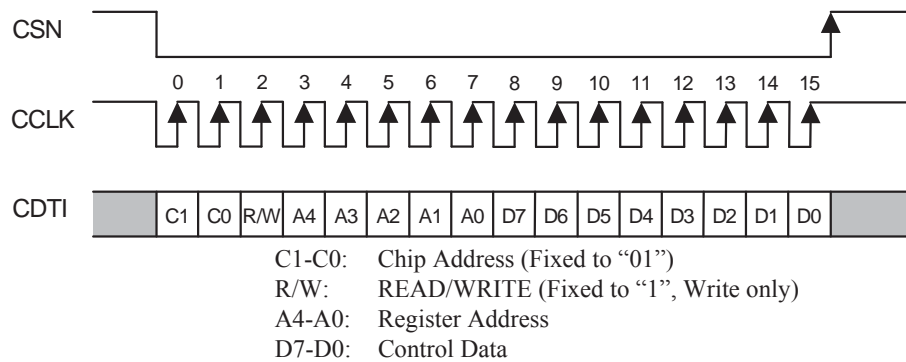 CSN
0 1 2 3 4 5 6 7 8 9 10 11 12 13 14 15
CCLK
CDTI C1 C0 R/W A4 A3 A2 A1 A0 D7 D6 D5 D4 D3 D2 D1 D0
C1-C0: Chip Address (Fixed to “01”)
R/W: READ/WRITE (Fixed to “1”, Write only)
A4-A0: Register Address
D7-D0: Control Data